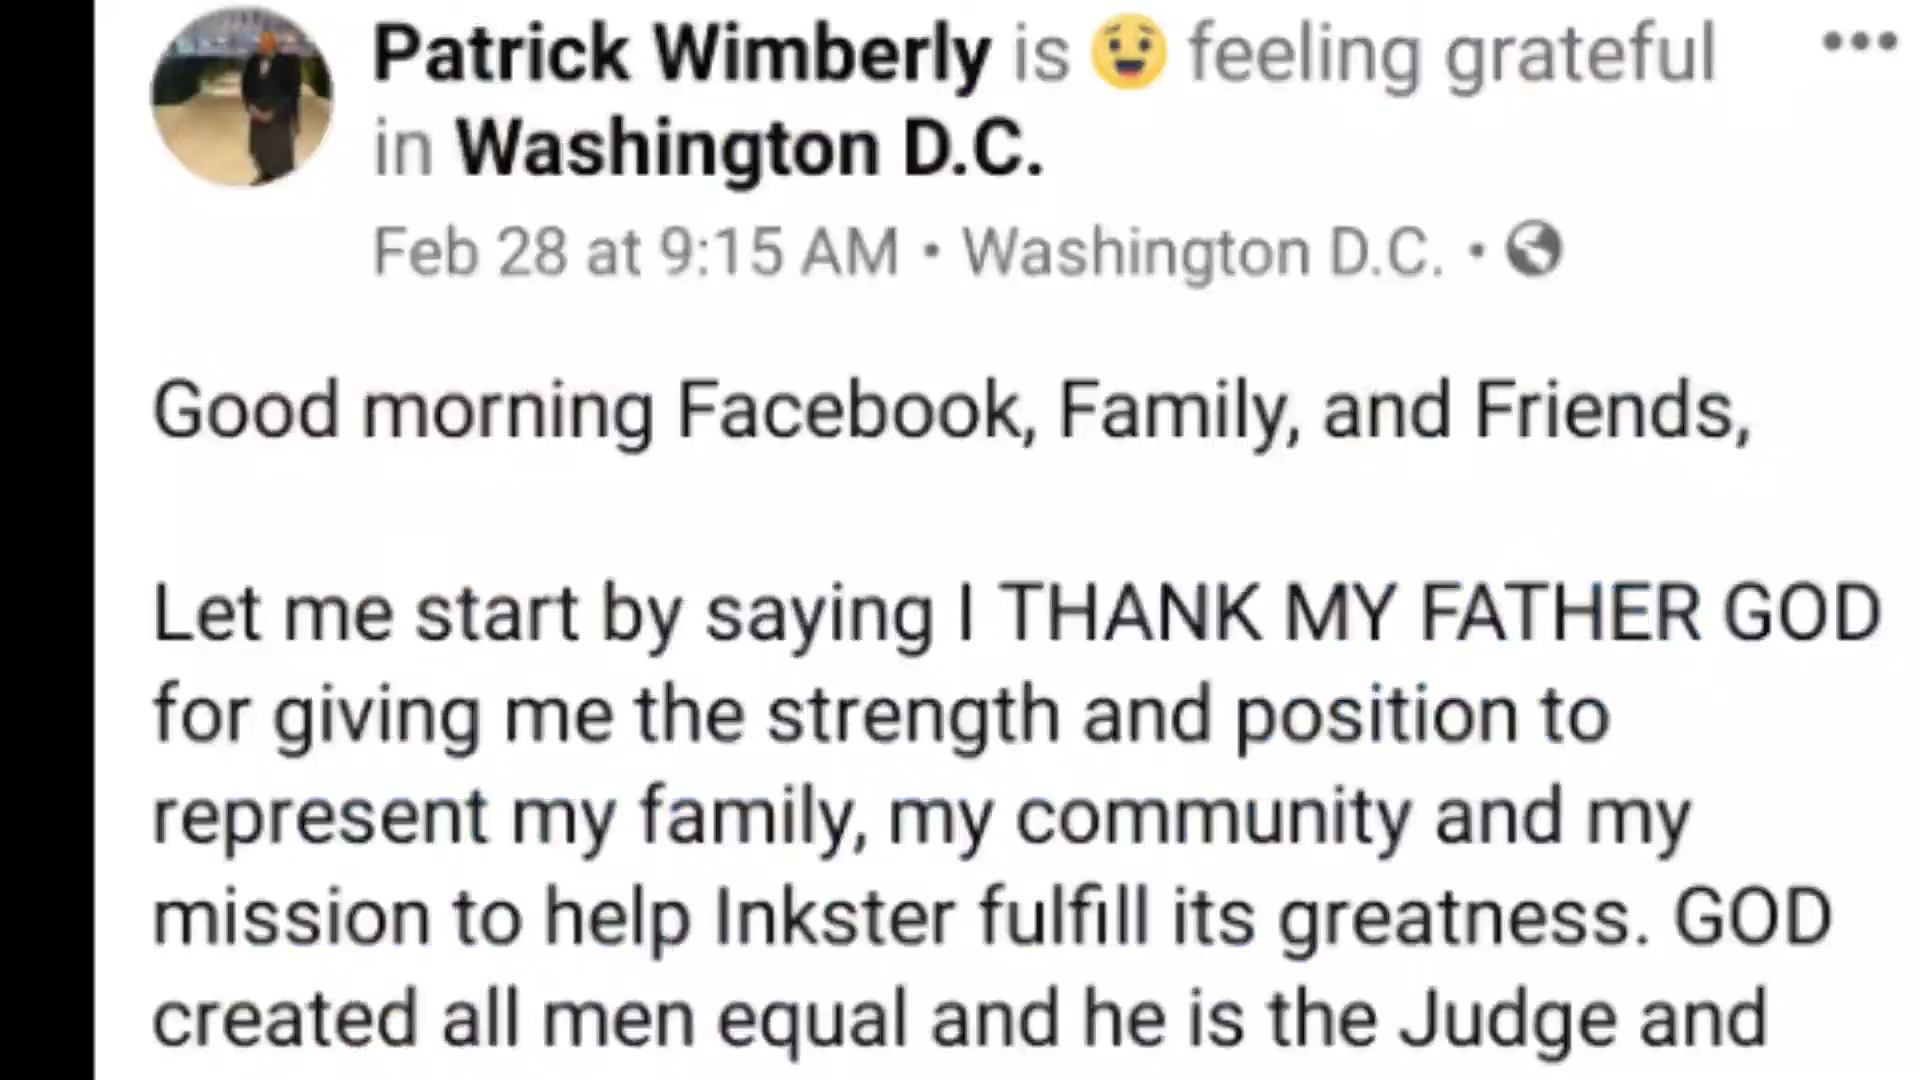 Patrick Wimberly is 😀 feeling grateful
in Washington D.C.
Feb 28 at 9:15 AM • Washington D.C. •
Good morning Facebook, Family, and Friends,
Let me start by saying I THANK MY FATHER GOD
for giving me the strength and position to
represent my family, my community and my
mission to help Inkster fulfill its greatness. GOD
created all men equal and he is the Judge and